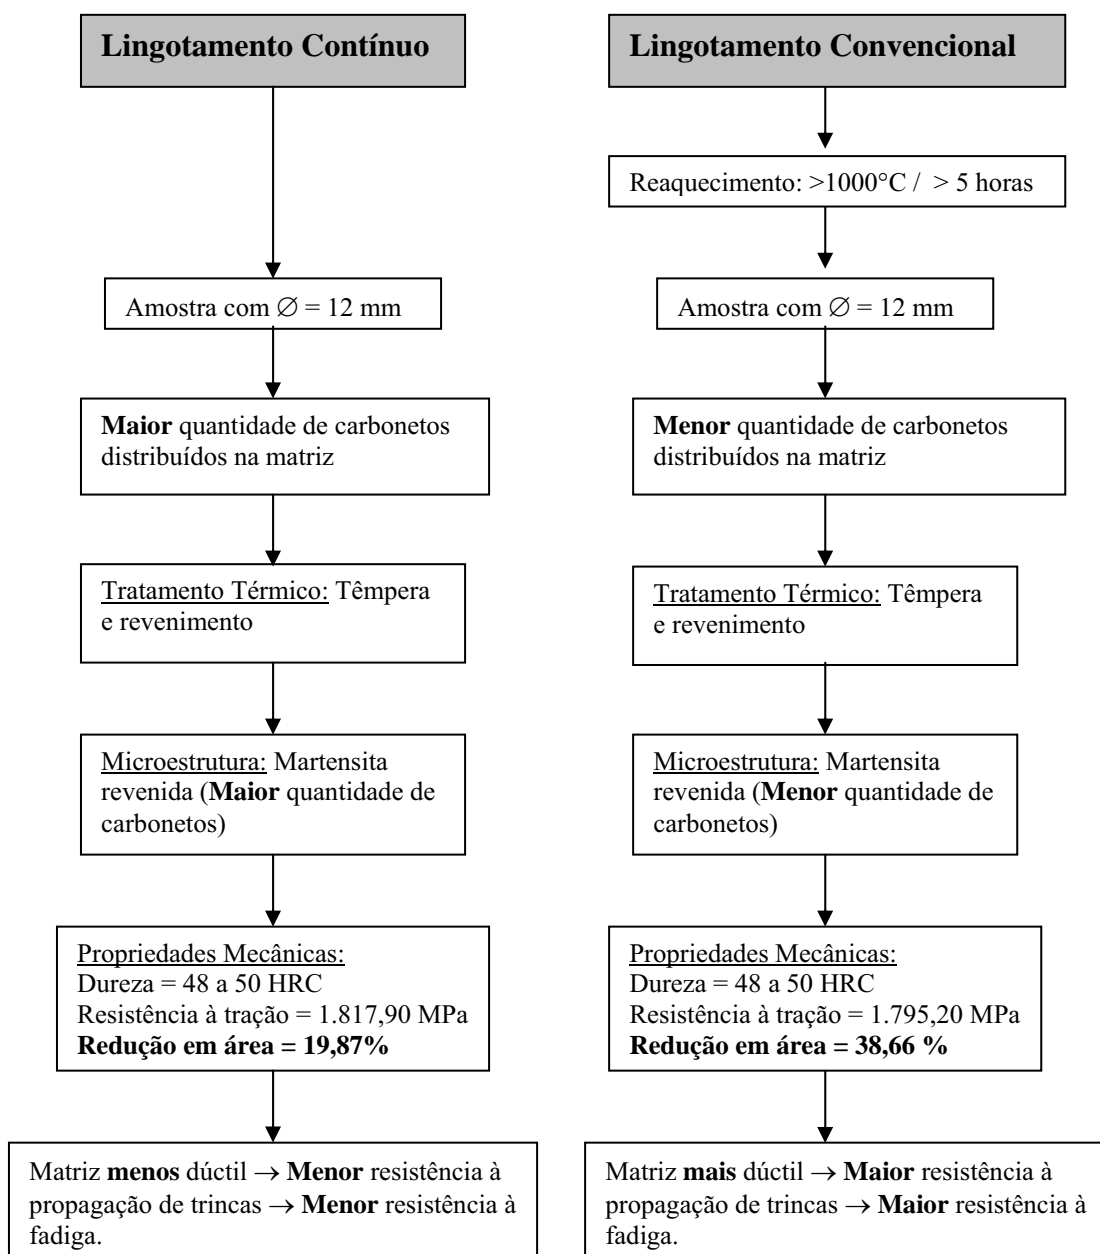 Lingotamento Contínuo
Lingotamento Convencional
Reaquecimento: >1000°C / > 5 horas
Amostra com ∅ = 12 mm
Amostra com ∅ = 12 mm
Maior quantidade de carbonetos
distribuídos na matriz
Menor quantidade de carbonetos
distribuídos na matriz
Tratamento Térmico: Têmpera
e revenimento
Tratamento Térmico: Têmpera
e revenimento
Microestrutura: Martensita
revenida (Maior quantidade de
carbonetos)
Microestrutura: Martensita
revenida (Menor quantidade de
carbonetos)
Propriedades Mecânicas:
Dureza = 48 a 50 HRC
Resistência à tração = 1.817,90 MPa
Redução em área = 19,87%
Propriedades Mecânicas:
Dureza = 48 a 50 HRC
Resistência à tração = 1.795,20 MPa
Redução em área = 38,66 %
Matriz menos dúctil → Menor resistência à
propagação de trincas → Menor resistência à
fadiga.
Matriz mais dúctil → Maior resistência à
propagação de trincas → Maior resistência à
fadiga.